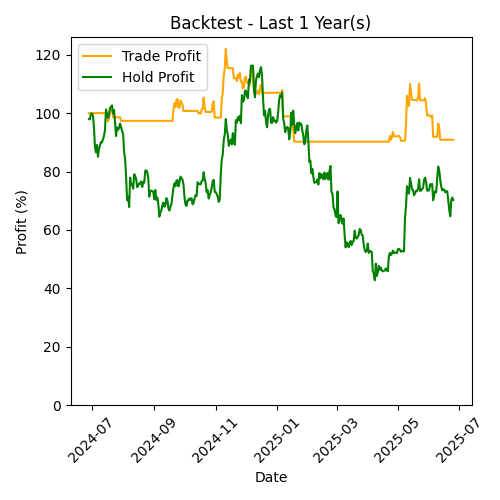 Backtest - Last 1 Year(s)
Trade Profit
Hold Profit
Profit (%)
120
100
80
60
40
20
0
2024-07
2024-09
2024-11
2025-01
2025-03
2025-05
2025-07
Date